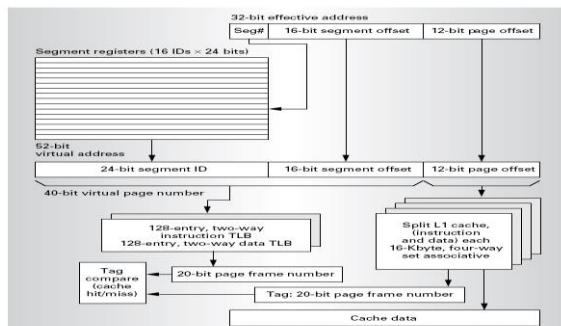 32-bit effective address
Seg# 16-bit segment offset 12-bit page offset
Segment registers (16 IDs × 24 bits)
52-bit
virtual address
24-bit segment ID 16-bit segment offset 12-bit page offset
40-bit virtual page number
128-entry, two-way
instruction TLB
128-entry, two-way data TLB
Split L1 cache,
(instruction
and data) each
16-Kbyte, four-way
set associative
Tag
compare
(cache
hit/miss)
20-bit page frame number
Tag: 20-bit page frame number
Cache data